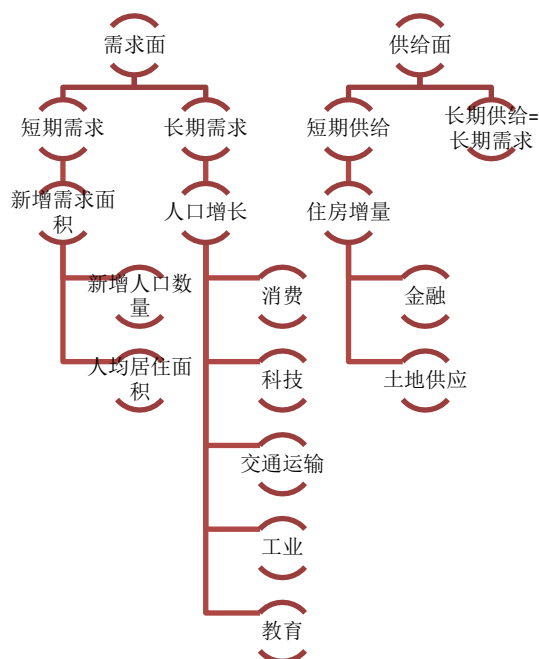 需求面
供给面
短期需求
长期需求
短期供给
长期供给=
长期需求
新增需求面
积
人口增长
住房增量
新增人口数
量
消费
金融
人均居住面
积
科技
土地供应
交通运输
工业
教育